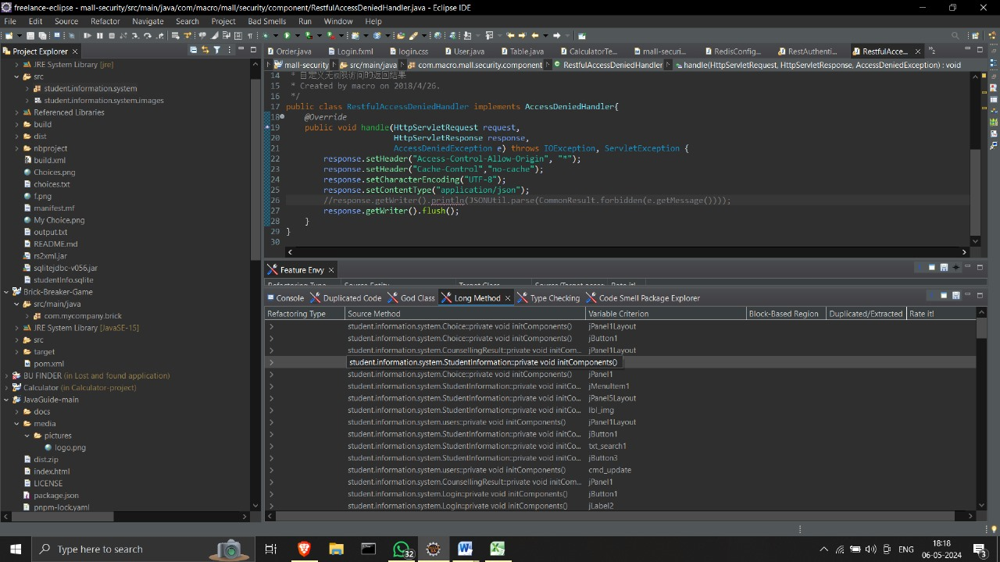 freelance-eclipse - mall-security/src/main/java/com/macro/mall/security/component/RestfulAccessDeniedHandler.java - Eclipse IDE
File Edit Source Refactor Navigate Search Project Bad Smells Run Window Help
Project Explorer
JRE System Library [jre]
src
student.information.system
student.information.system.images
Referenced Libraries
build
dist
nbproject
build.xml
Choices.png
choices.txt
f.png
manifest.mf
My Choice.png
output.txt
README.md
rs2xml.jar
sqlitejdbc-v056.jar
studentInfo.sqlite
Brick-Breaker-Game
src/main/java
com.mycompany.brick
JRE System Library [JavaSE-15]
src
target
pom.xml
BU FINDER (in Lost and found application)
Calculator (in Calculator-project)
JavaGuide-main
docs
media
pictures
logo.png
dist.zip
index.html
LICENSE
package.json
pnpm-lock.yaml
Order.java Login.fxml login.css User.java Table.java CalculatorTe... mall-securi... RedisConfig... RestAuthenti... RestfulAcce...
mall-security src/main/java com.macro.mall.security.component RestfulAccessDeniedHandler handle(HttpServletRequest, HttpServletResponse, AccessDeniedException) : void
14 * 自定义无权限访问的返回结果
15 * Created by macro on 2018/4/26.
16 */
17 public class RestfulAccessDeniedHandler implements AccessDeniedHandler{
18 @Override
19 public void handle(HttpServletRequest request,
20 HttpServletResponse response,
21 AccessDeniedException e) throws IOException, ServletException {
22 response.setHeader("Access-Control-Allow-Origin", "*");
23 response.setHeader("Cache-Control","no-cache");
24 response.setCharacterEncoding("UTF-8");
25 response.setContentType("application/json");
26 //response.getWriter().println(JSONUtil.parse(CommonResult.forbidden(e.getMessage())));
27 response.getWriter().flush();
28 }
29 }
30
Feature Envy
Refactoring Type Source Entity Target Class Source/Target acces Rate it!
Console Duplicated Code God Class Long Method Type Checking Code Smell Package Explorer
Refactoring Type Source Method Variable Criterion Block-Based Region Duplicated/Extracted Rate it!
student.information.system.Choice::private void initComponents() jPanel1Layout
student.information.system.Choice::private void initComponents() jButton1
student.information.system.CounsellingResult::private void initCom... jPanel1Layout
student.information.system.StudentInformation::private void initComponents()
student.information.system.Choice::private void initComponents() jPanel1
student.information.system.StudentInformation::private void initCo... jMenuItem1
student.information.system.StudentInformation::private void initCo... jPanel5Layout
student.information.system.StudentInformation::private void initCo... lbl_img
student.information.system.users::private void initComponents() jPanel1Layout
student.information.system.StudentInformation::private void initCo... jButton1
student.information.system.StudentInformation::private void initCo... txt_search1
student.information.system.StudentInformation::private void initCo... jButton3
student.information.system.users::private void initComponents() cmd_update
student.information.system.CounsellingResult::private void initCom... jPanel1
student.information.system.Login::private void initComponents() jButton1
student.information.system.Login::private void initComponents() jLabel2
Type here to search
32
ENG
18:18
06-05-2024
3